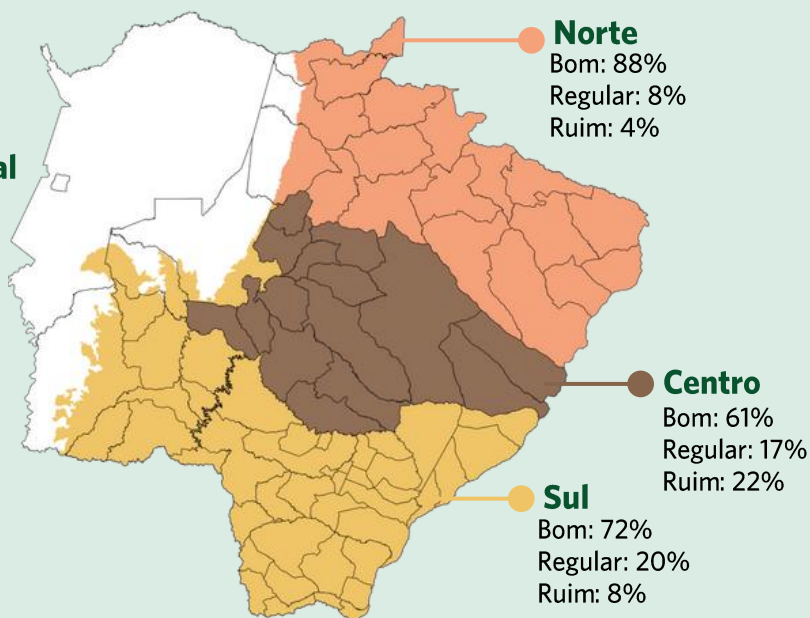 Norte
Bom: 88%
Regular: 8%
Ruim: 4%
al
Centro
Bom: 61%
Regular: 17%
Ruim: 22%
Sul
Bom: 72%
Regular: 20%
Ruim: 8%